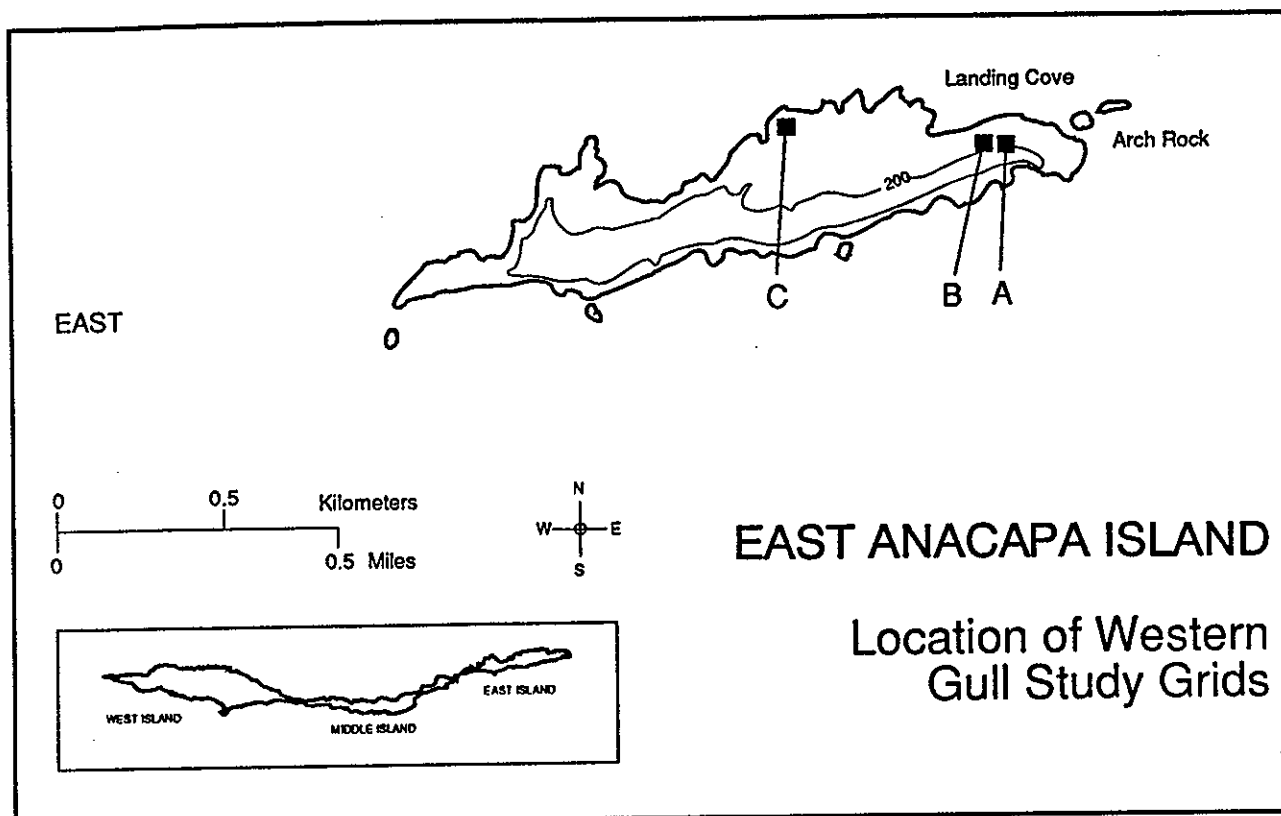 Landing Cove
Arch Rock
200
C
B
A
EAST
0
0.5
Kilometers
0
0.5 Miles
N
W
E
S
EAST ANACAPA ISLAND
Location of Western
Gull Study Grids
WEST ISLAND
MIDDLE ISLAND
EAST ISLAND